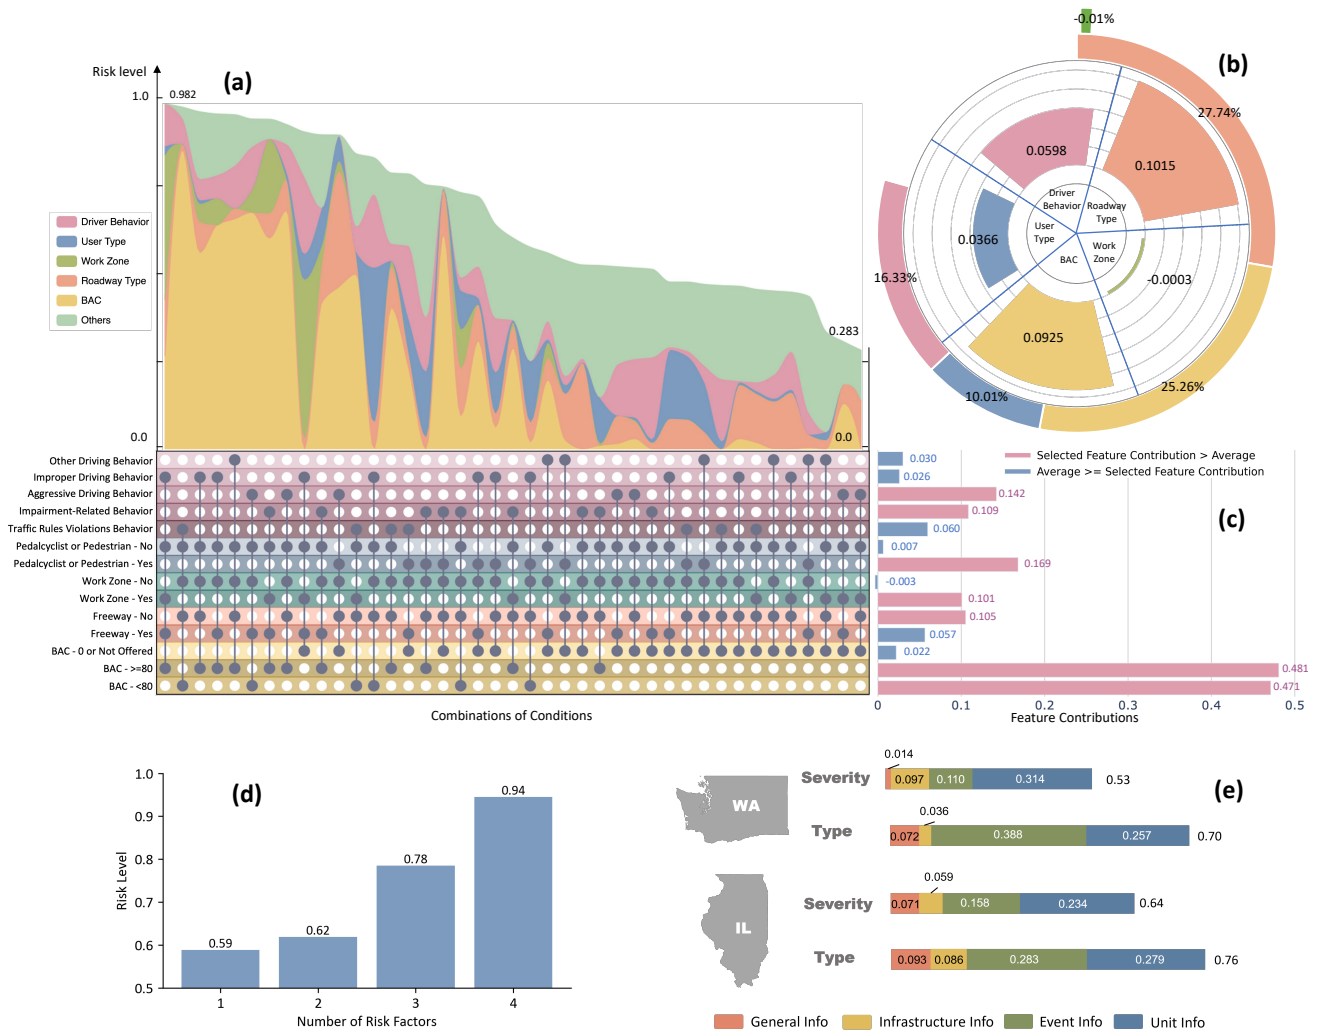 Risk level
(a)
1.0
0.982
Driver Behavior
User Type
Work Zone
Roadway Type
BAC
Others
0.283
0.0
0.0
-0.01%
(b)
27.74%
0.0598
0.1015
Driver
Behavior
Roadway
Type
User
Type
Work
Zone
BAC
0.0366
-0.0003
0.0925
16.33%
10.01%
25.26%
Other Driving Behavior
Improper Driving Behavior
Aggressive Driving Behavior
Impairment-Related Behavior
Traffic Rules Violations Behavior
Pedalcyclist or Pedestrian - No
Pedalcyclist or Pedestrian - Yes
Work Zone - No
Work Zone - Yes
Freeway - No
Freeway - Yes
BAC - 0 or Not Offered
BAC - >=80
BAC - <80
Combinations of Conditions
Selected Feature Contribution > Average
Average >= Selected Feature Contribution
(c)
0.030
0.026
0.142
0.109
0.060
0.007
0.169
-0.003
0.101
0.105
0.057
0.022
0.481
0.471
0 0.1 0.2 0.3 0.4 0.5
Feature Contributions
(d)
Risk Level
1.0
0.9
0.8
0.7
0.6
0.5
0.59
0.62
0.78
0.94
1 2 3 4
Number of Risk Factors
(e)
WA
Severity
0.014
0.097 0.110 0.314 0.53
Type
0.036
0.072 0.388 0.257 0.70
IL
Severity
0.059
0.071 0.158 0.234 0.64
Type
0.093 0.086 0.283 0.279 0.76
General Info Infrastructure Info Event Info Unit Info